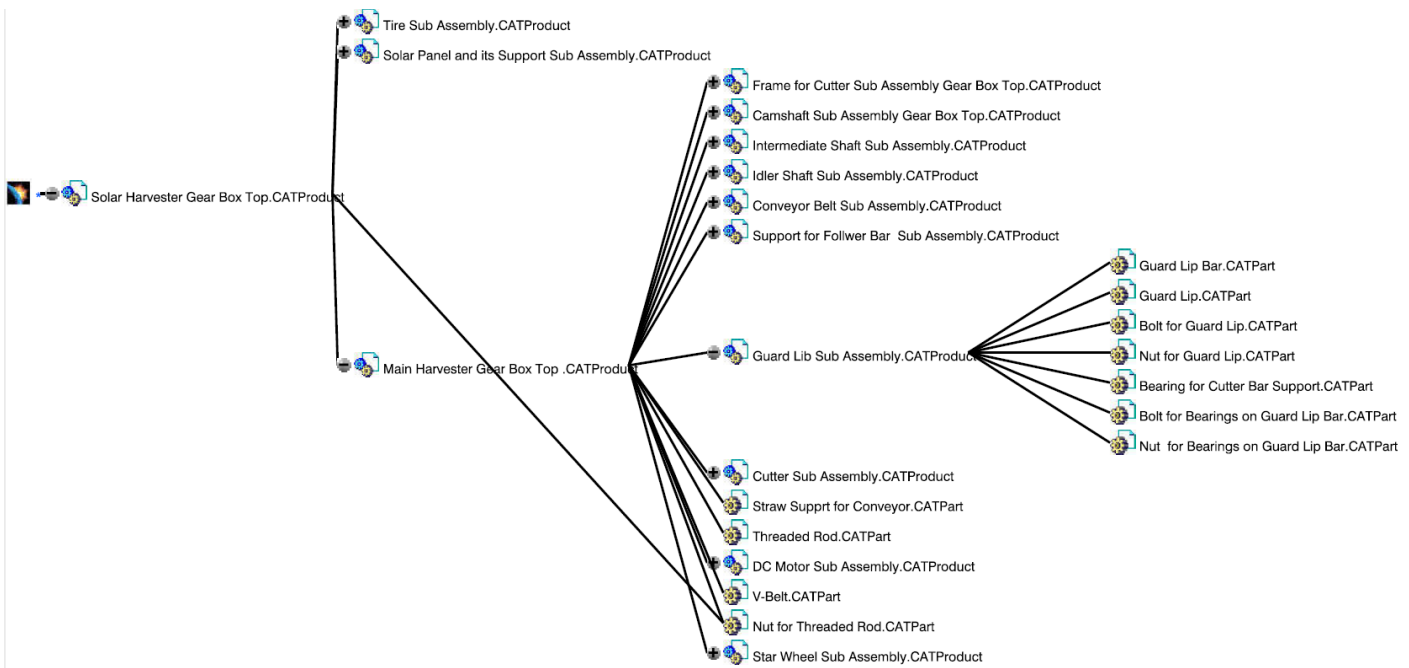 Tire Sub Assembly.CATProduct
Solar Panel and its Support Sub Assembly.CATProduct
Frame for Cutter Sub Assembly Gear Box Top.CATProduct
Camshaft Sub Assembly Gear Box Top.CATProduct
Intermediate Shaft Sub Assembly.CATProduct
Idler Shaft Sub Assembly.CATProduct
Solar Harvester Gear Box Top.CATProduct
Conveyor Belt Sub Assembly.CATProduct
Support for Follwer Bar  Sub Assembly.CATProduct
Guard Lip Bar.CATPart
Guard Lip.CATPart
Bolt for Guard Lip.CATPart
Main Harvester Gear Box Top .CATProduct
Guard Lib Sub Assembly.CATProduct
Nut for Guard Lip.CATPart
Bearing for Cutter Bar Support.CATPart
Bolt for Bearings on Guard Lip Bar.CATPart
Nut  for Bearings on Guard Lip Bar.CATPart
Cutter Sub Assembly.CATProduct
Straw Supprt for Conveyor.CATPart
Threaded Rod.CATPart
DC Motor Sub Assembly.CATProduct
V-Belt.CATPart
Nut for Threaded Rod.CATPart
Star Wheel Sub Assembly.CATProduct